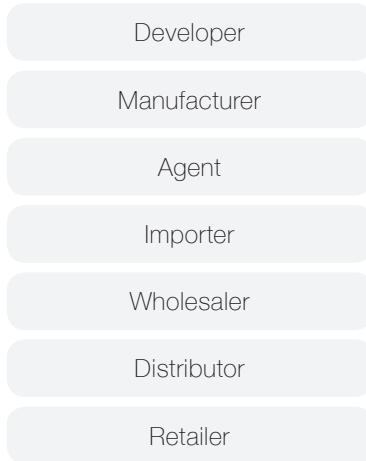 Developer
Manufacturer
Agent
Importer
Wholesaler
Distributor
Retailer